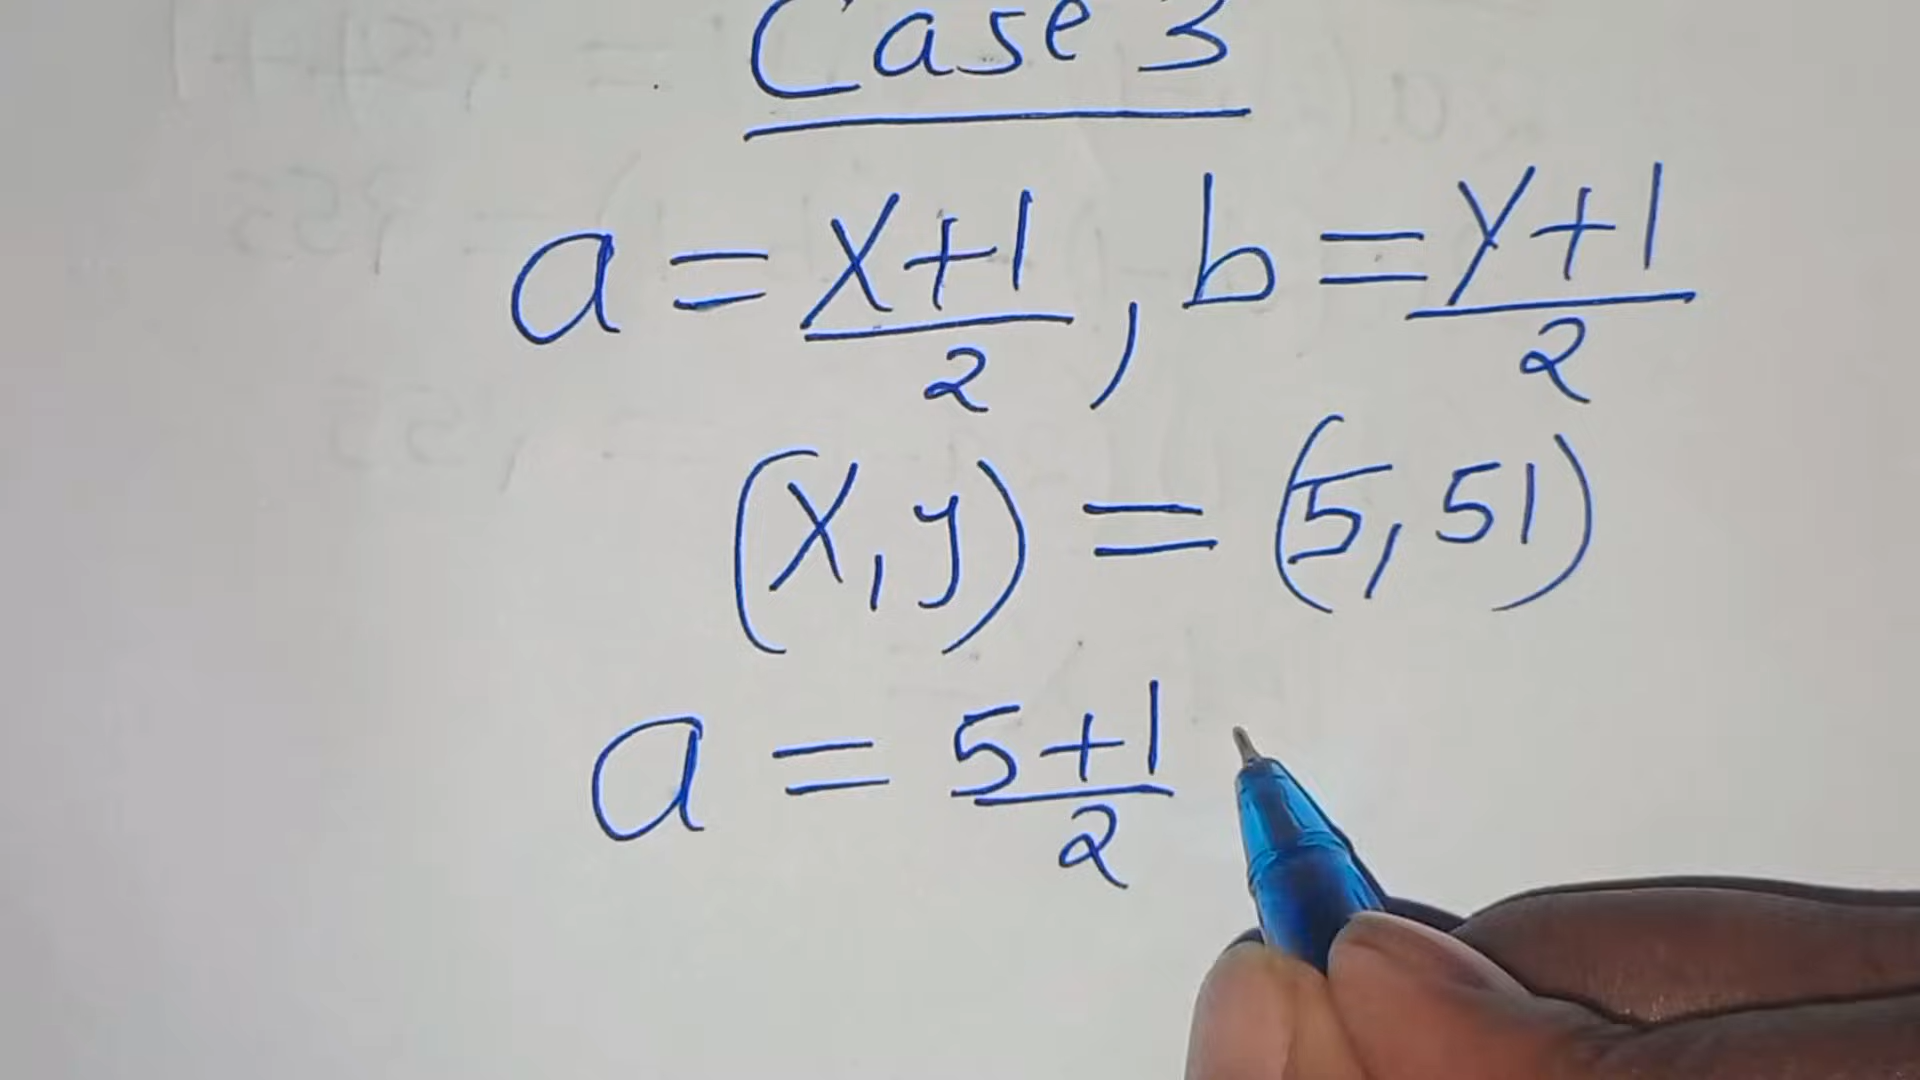 Case 3
a = x+1/2, b = y+1/2
(x,y) = (5,51)
a = 5+1/2